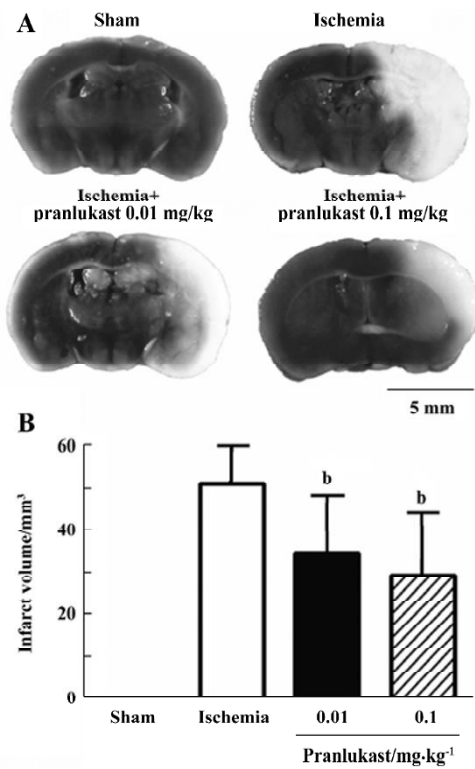 A
Sham
Ischemia
Ischemia+
pranlukast 0.01 mg/kg
Ischemia+
pranlukast 0.1 mg/kg
5 mm
B
Infarct volume/mm³
60
40
20
0
b
b
Sham
Ischemia
0.01
0.1
Pranlukast/mg·kg⁻¹